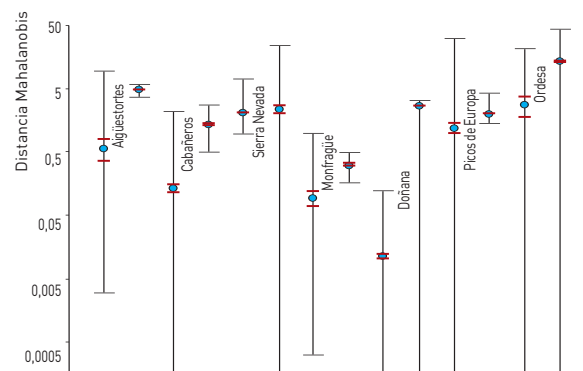 Distancia Mahalanobis
50
5
0,5
0,05
0,005
0,0005
Aigüestortes
Cabañeros
Sierra Nevada
Monfragüe
Doñana
Picos de Europa
Ordesa